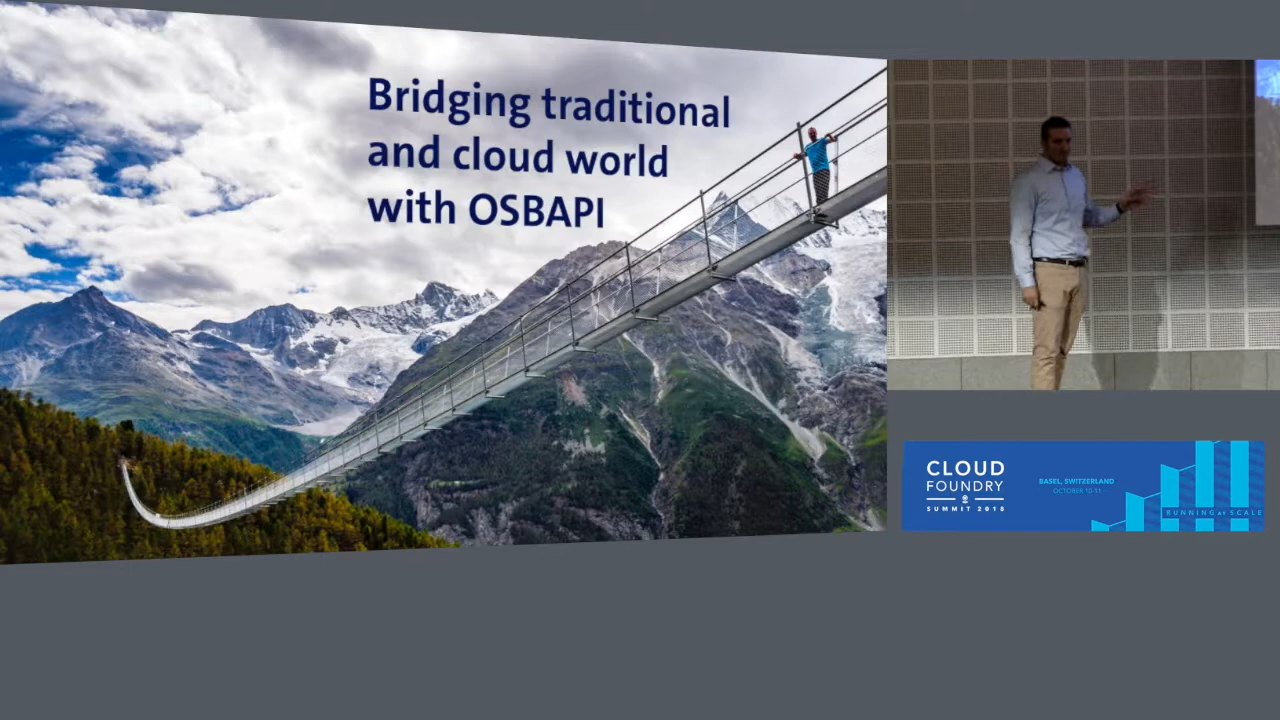 Bridging traditional
and cloud world
with OSBAPI
CLOUD
FOUNDRY
SUMMIT 2018
BASEL, SWITZERLAND
OCTOBER 10-11
RUNNING AT SCALE